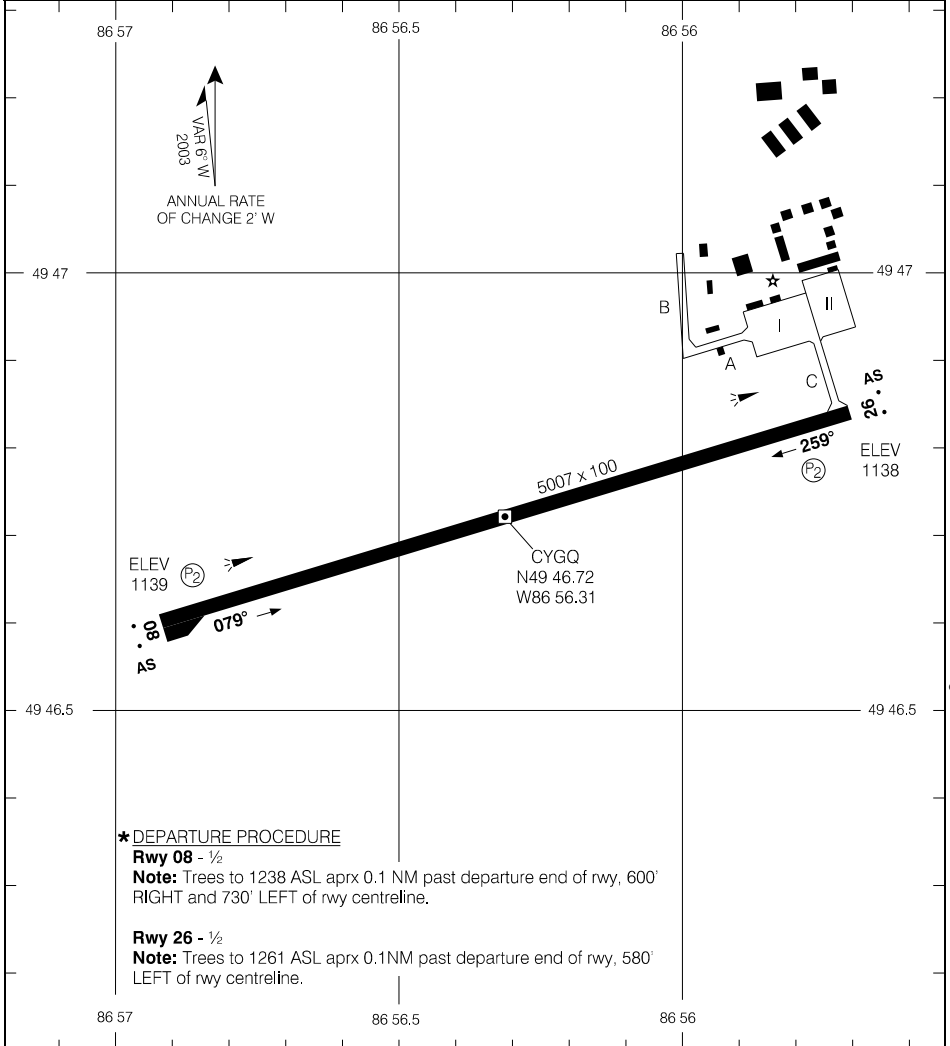 86 57
86 56.5
86 56
VAR 6° W
2003
ANNUAL RATE
OF CHANGE 2' W
49 47
49 47
B
I
II
A
C
AS
26
259°
P2
ELEV
1138
5007 x 100
CYGQ
N49 46.72
W86 56.31
ELEV
1139
P2
079°
08
AS
49 46.5
49 46.5
*DEPARTURE PROCEDURE
Rwy 08 - ½
Note: Trees to 1238 ASL aprx 0.1 NM past departure end of rwy, 600'
RIGHT and 730' LEFT of rwy centreline.
Rwy 26 - ½
Note: Trees to 1261 ASL aprx 0.1NM past departure end of rwy, 580'
LEFT of rwy centreline.
86 57
86 56.5
86 56